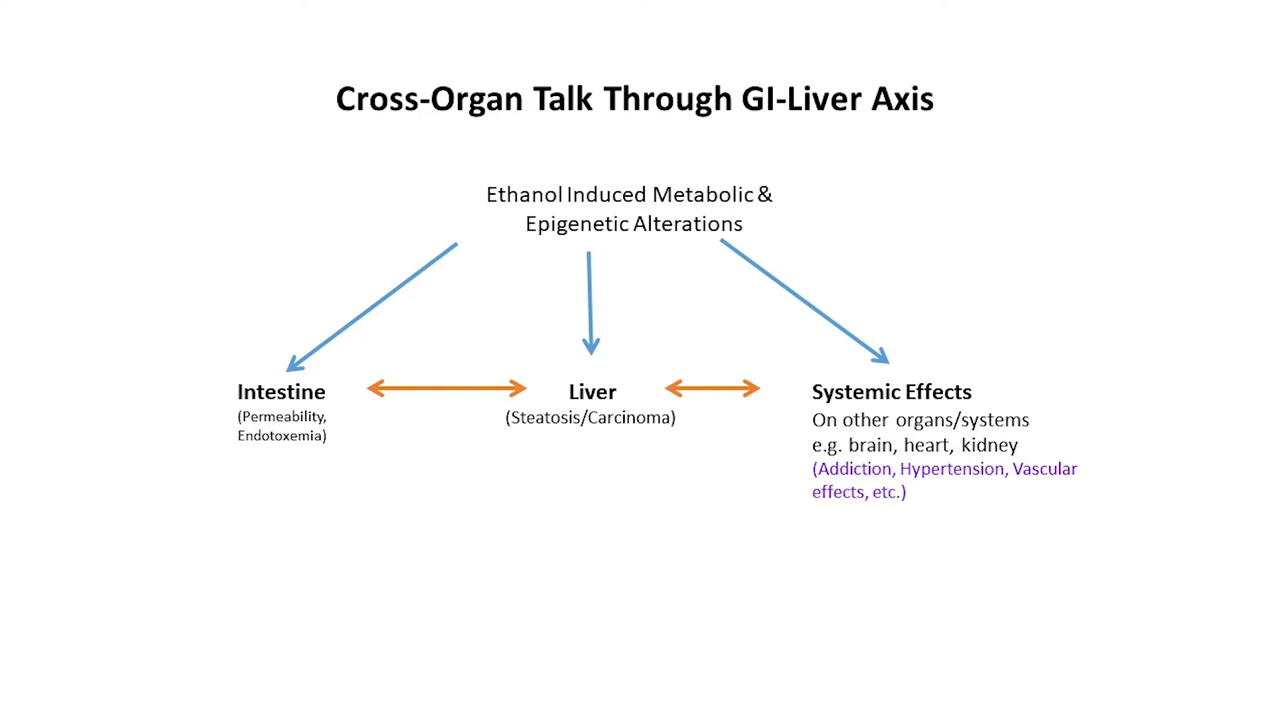 Cross-Organ Talk Through GI-Liver Axis
Ethanol Induced Metabolic &
Epigenetic Alterations
Intestine
(Permeability,
Endotoxemia)
Liver
(Steatosis/Carcinoma)
Systemic Effects
On other organs/systems
e.g. brain, heart, kidney
(Addiction, Hypertension, Vascular
effects, etc.)